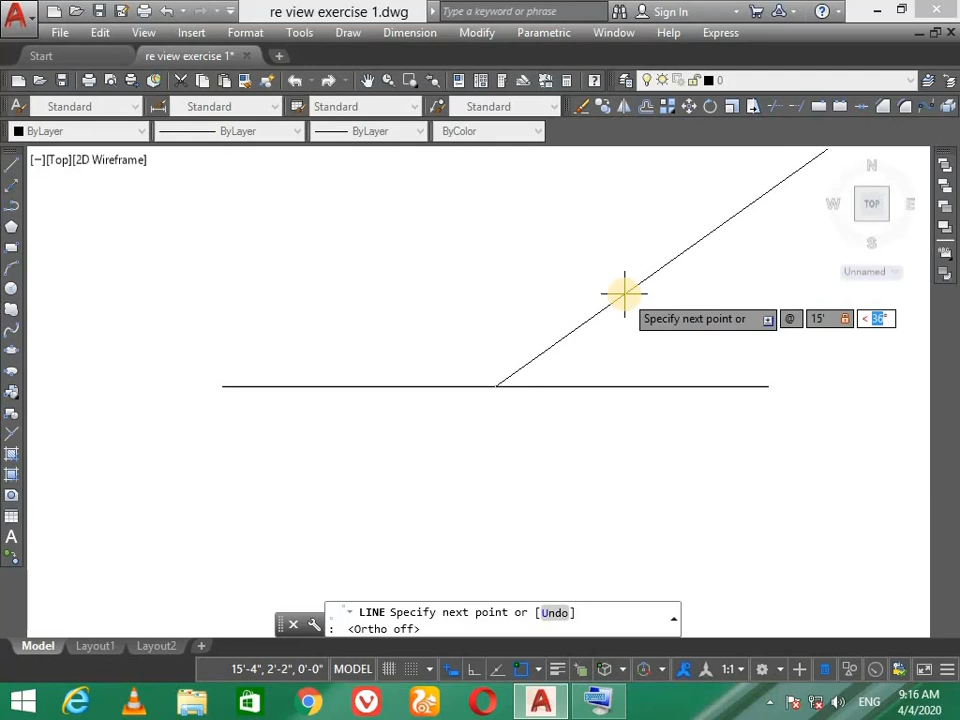 re view exercise 1.dwg
Type a keyword or phrase
Sign In
File Edit View Insert Format Tools Draw Dimension Modify Parametric Window Help Express
Start
re view exercise 1*
0
Standard Standard Standard Standard
ByLayer ByLayer ByLayer ByColor
[−][Top][2D Wireframe]
N
W TOP E
S
Unnamed
Specify next point or @ 15' < 36°
LINE Specify next point or [Undo]
: <Ortho off>
Model Layout1 Layout2
15'-4", 2'-2", 0'-0" MODEL 1:1
ENG
9:16 AM
4/4/2020